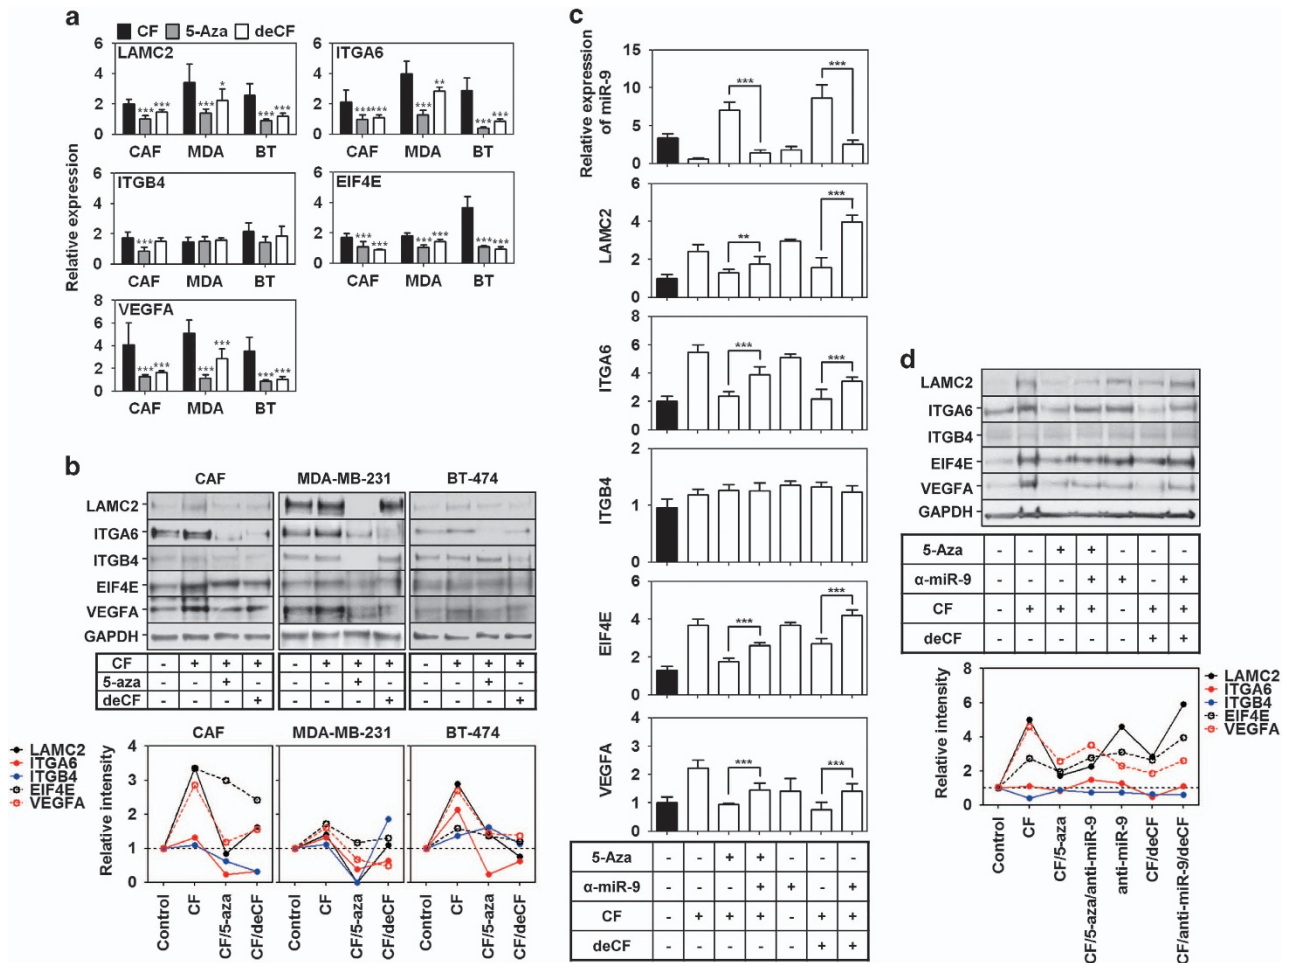 a
CF 5-Aza deCF
LAMC2
6
4
2
0
*** *** *** * *** ***
CAF MDA BT
ITGA6
6
4
2
0
*** *** *** ** *** ***
CAF MDA BT
Relative expression
ITGB4
6
4
2
0
***
CAF MDA BT
EIF4E
6
4
2
0
*** *** *** *** *** ***
CAF MDA BT
VEGFA
8
6
4
2
0
*** *** *** *** *** ***
CAF MDA BT
b
CAF MDA-MB-231 BT-474
LAMC2
ITGA6
ITGB4
EIF4E
VEGFA
GAPDH
CF - + + + - + + + - + + +
5-aza - - + - - - + - - - + -
deCF - - - + - - - + - - - +
CAF MDA-MB-231 BT-474
LAMC2
ITGA6
ITGB4
EIF4E
VEGFA
Relative intensity
4
3
2
1
0
Control CF CF/5-aza CF/deCF Control CF CF/5-aza CF/deCF Control CF CF/5-aza CF/deCF
c
Relative expression of miR-9
15
10
5
0
*** ***
LAMC2
6
4
2
0
** ***
ITGA6
8
6
4
2
0
*** ***
ITGB4
2
1
0
EIF4E
6
4
2
0
*** ***
VEGFA
4
3
2
1
0
*** ***
5-Aza - - + + - - -
α-miR-9 - - - + + - +
CF - + + + - + +
deCF - - - - - + +
d
LAMC2
ITGA6
ITGB4
EIF4E
VEGFA
GAPDH
5-Aza - - + + - - -
α-miR-9 - - - + + - +
CF - + + + - + +
deCF - - - - - + +
Relative intensity
8
6
4
2
0
LAMC2
ITGA6
ITGB4
EIF4E
VEGFA
Control CF CF/5-aza CF/5-aza/anti-miR-9 anti-miR-9 CF/deCF CF/anti-miR-9/deCF